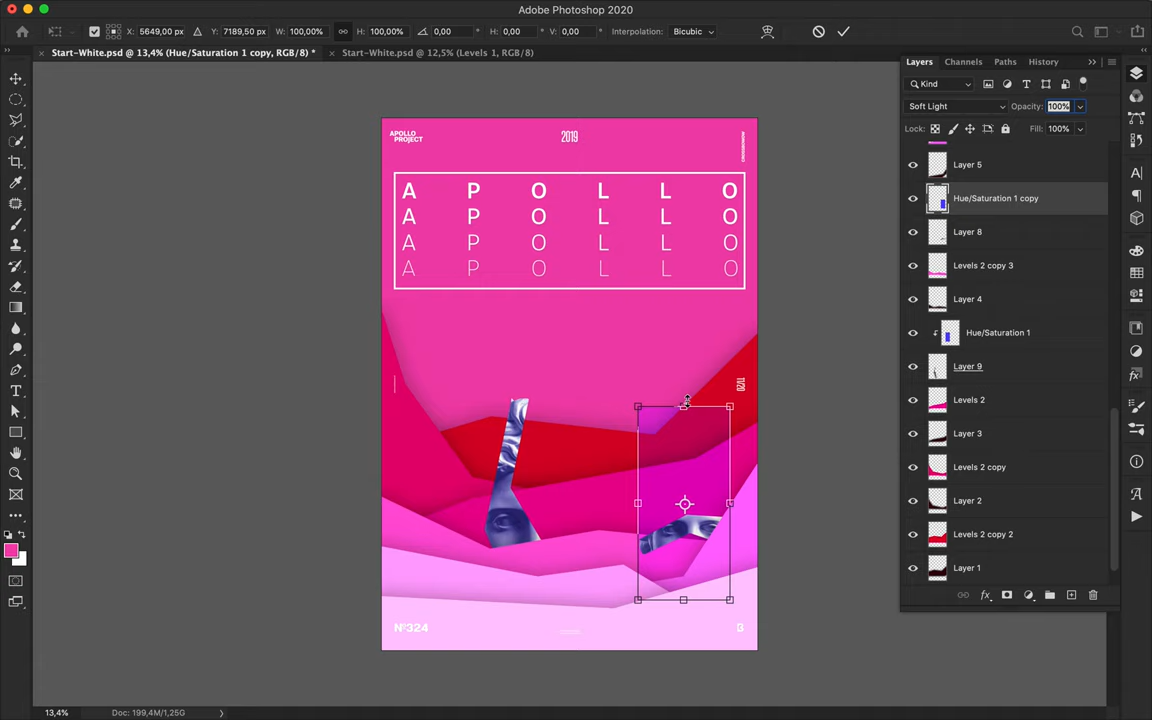 Adobe Photoshop 2020
X: 5649,00 px Y: 7189,50 px W: 100,00% H: 100,00% 0,00 H: 0,00 V: 0,00 Interpolation: Bicubic
Start-White.psd @ 13,4% (Hue/Saturation 1 copy, RGB/8) *
Start-White.psd @ 12,5% (Levels 1, RGB/8)
Layers Channels Paths History
Kind
Soft Light Opacity: 100%
Lock: Fill: 100%
Layer 5
Hue/Saturation 1 copy
Layer 8
Levels 2 copy 3
Layer 4
Hue/Saturation 1
Layer 9
Levels 2
Layer 3
Levels 2 copy
Layer 2
Levels 2 copy 2
Layer 1
APOLLO
PROJECT
2019
A P O L L O
A P O L L O
A P O L L O
A P O L L O
11/20
Nº324
13,4% Doc: 199,4M/1,25G